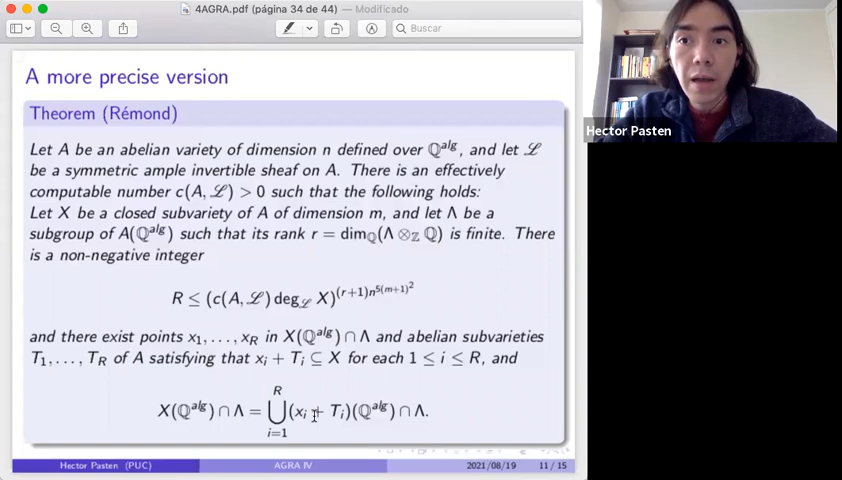 4AGRA.pdf (página 34 de 44) — Modificado
Buscar
A more precise version
Theorem (Rémond)
Let A be an abelian variety of dimension n defined over ℚ^alg, and let ℒ
be a symmetric ample invertible sheaf on A. There is an effectively
computable number c(A, ℒ) > 0 such that the following holds:
Let X be a closed subvariety of A of dimension m, and let Λ be a
subgroup of A(ℚ^alg) such that its rank r = dim_ℚ(Λ ⊗_ℤ ℚ) is finite. There
is a non-negative integer
R ≤ (c(A, ℒ) deg_ℒ X)^{(r+1)n^{5(m+1)^2}}
and there exist points x₁, . . . , x_R in X(ℚ^alg) ∩ Λ and abelian subvarieties
T₁, . . . , T_R of A satisfying that x_i + T_i ⊆ X for each 1 ≤ i ≤ R, and
X(ℚ^alg) ∩ Λ = ⋃_{i=1}^{R} (x_i + T_i)(ℚ^alg) ∩ Λ.
Hector Pasten (PUC) AGRA IV 2021/08/19 11 / 15
Hector Pasten